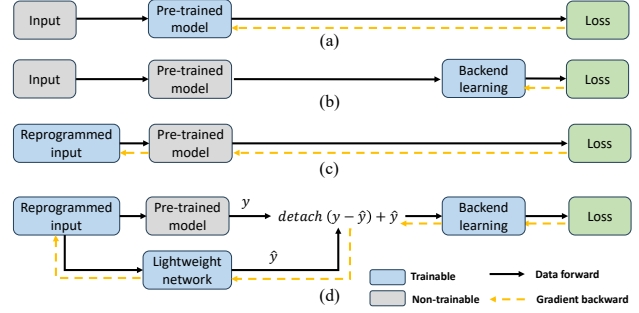 Input
Pre-trained
model
Loss
(a)
Input
Pre-trained
model
Backend
learning
Loss
(b)
Reprogrammed
input
Pre-trained
model
Loss
(c)
Reprogrammed
input
Pre-trained
model
y
detach (y − ŷ) + ŷ
Backend
learning
Loss
Lightweight
network
ŷ
(d)
Trainable
Data forward
Non-trainable
Gradient backward